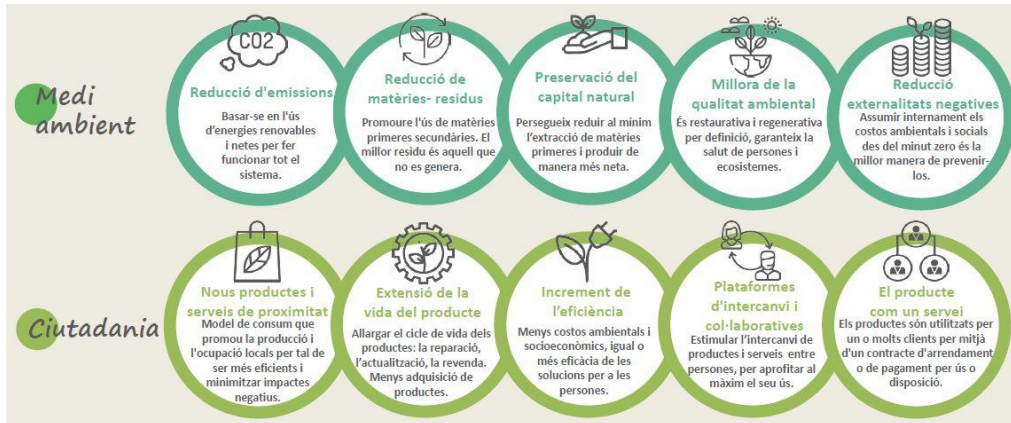 Medi
ambient
CO2
Reducció d'emissions
Basar-se en l'ús
d'energies renovables
i netes per fer
funcionar tot el
sistema.
Reducció de
matèries- residus
Promoure l'ús de matèries
primeres secundàries. El
millor residu és aquell que
no es genera.
Preservació del
capital natural
Persegueix reduir al mínim
l'extracció de matèries
primeres i produir de
manera més neta.
Millora de la
qualitat ambiental
És restaurativa i regenerativa
per definició, garanteix la
salut de persones i
ecosistemes.
Reducció
externalitats negatives
Assumir internament els
costos ambientals i socials
des del minut zero és la
millor manera de prevenir-
los.
Ciutadania
Nous productes i
serveis de proximitat
Model de consum que
promou la producció i
l'ocupació locals per tal de
ser més eficients i
minimitzar impactes
negatius.
Extensió de la
vida del producte
Allargar el cicle de vida dels
productes: la reparació,
l'actualització, la revenda.
Menys adquisició de
productes.
Increment de
l'eficiència
Menys costos ambientals i
socioeconòmics, igual o
més eficàcia de les
solucions per a les
persones.
Plataformes
d'intercanvi i
col·laboratives
Estimular l'intercanvi de
productes i serveis entre
persones, per aprofitar al
màxim el seu ús.
El producte
com un servei
Els productes són utilitzats per
un o molts clients per mitjà
d'un contracte d'arrendament
o de pagament per ús o
disposició.